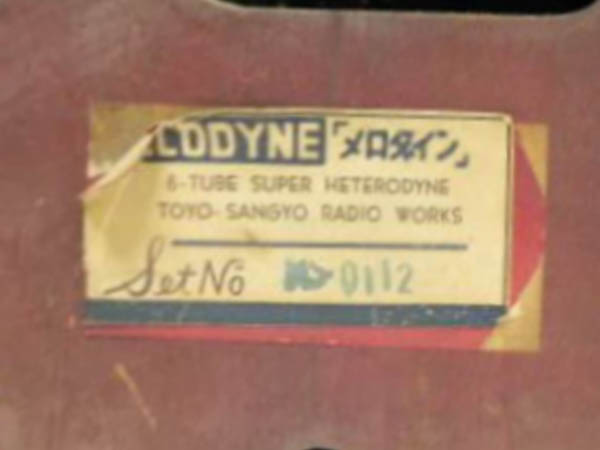 LODYNE「メロダイン」
6-TUBE SUPER HETERODYNE
TOYO-SANGYO RADIO WORKS
Set No 0112